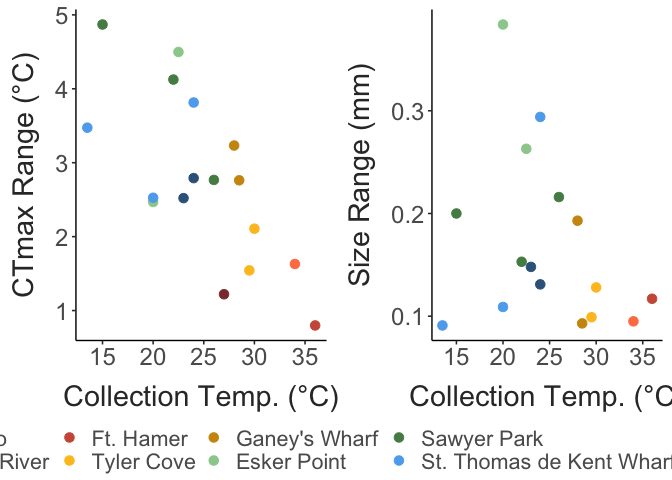 5
4
3
2
1
CTmax Range (°C)
15 20 25 30 35
Collection Temp. (°C)
0.3
0.2
0.1
Size Range (mm)
15 20 25 30 35
Collection Temp. (°C
o Ft. Hamer Ganey's Wharf Sawyer Park
River Tyler Cove Esker Point St. Thomas de Kent Wharf